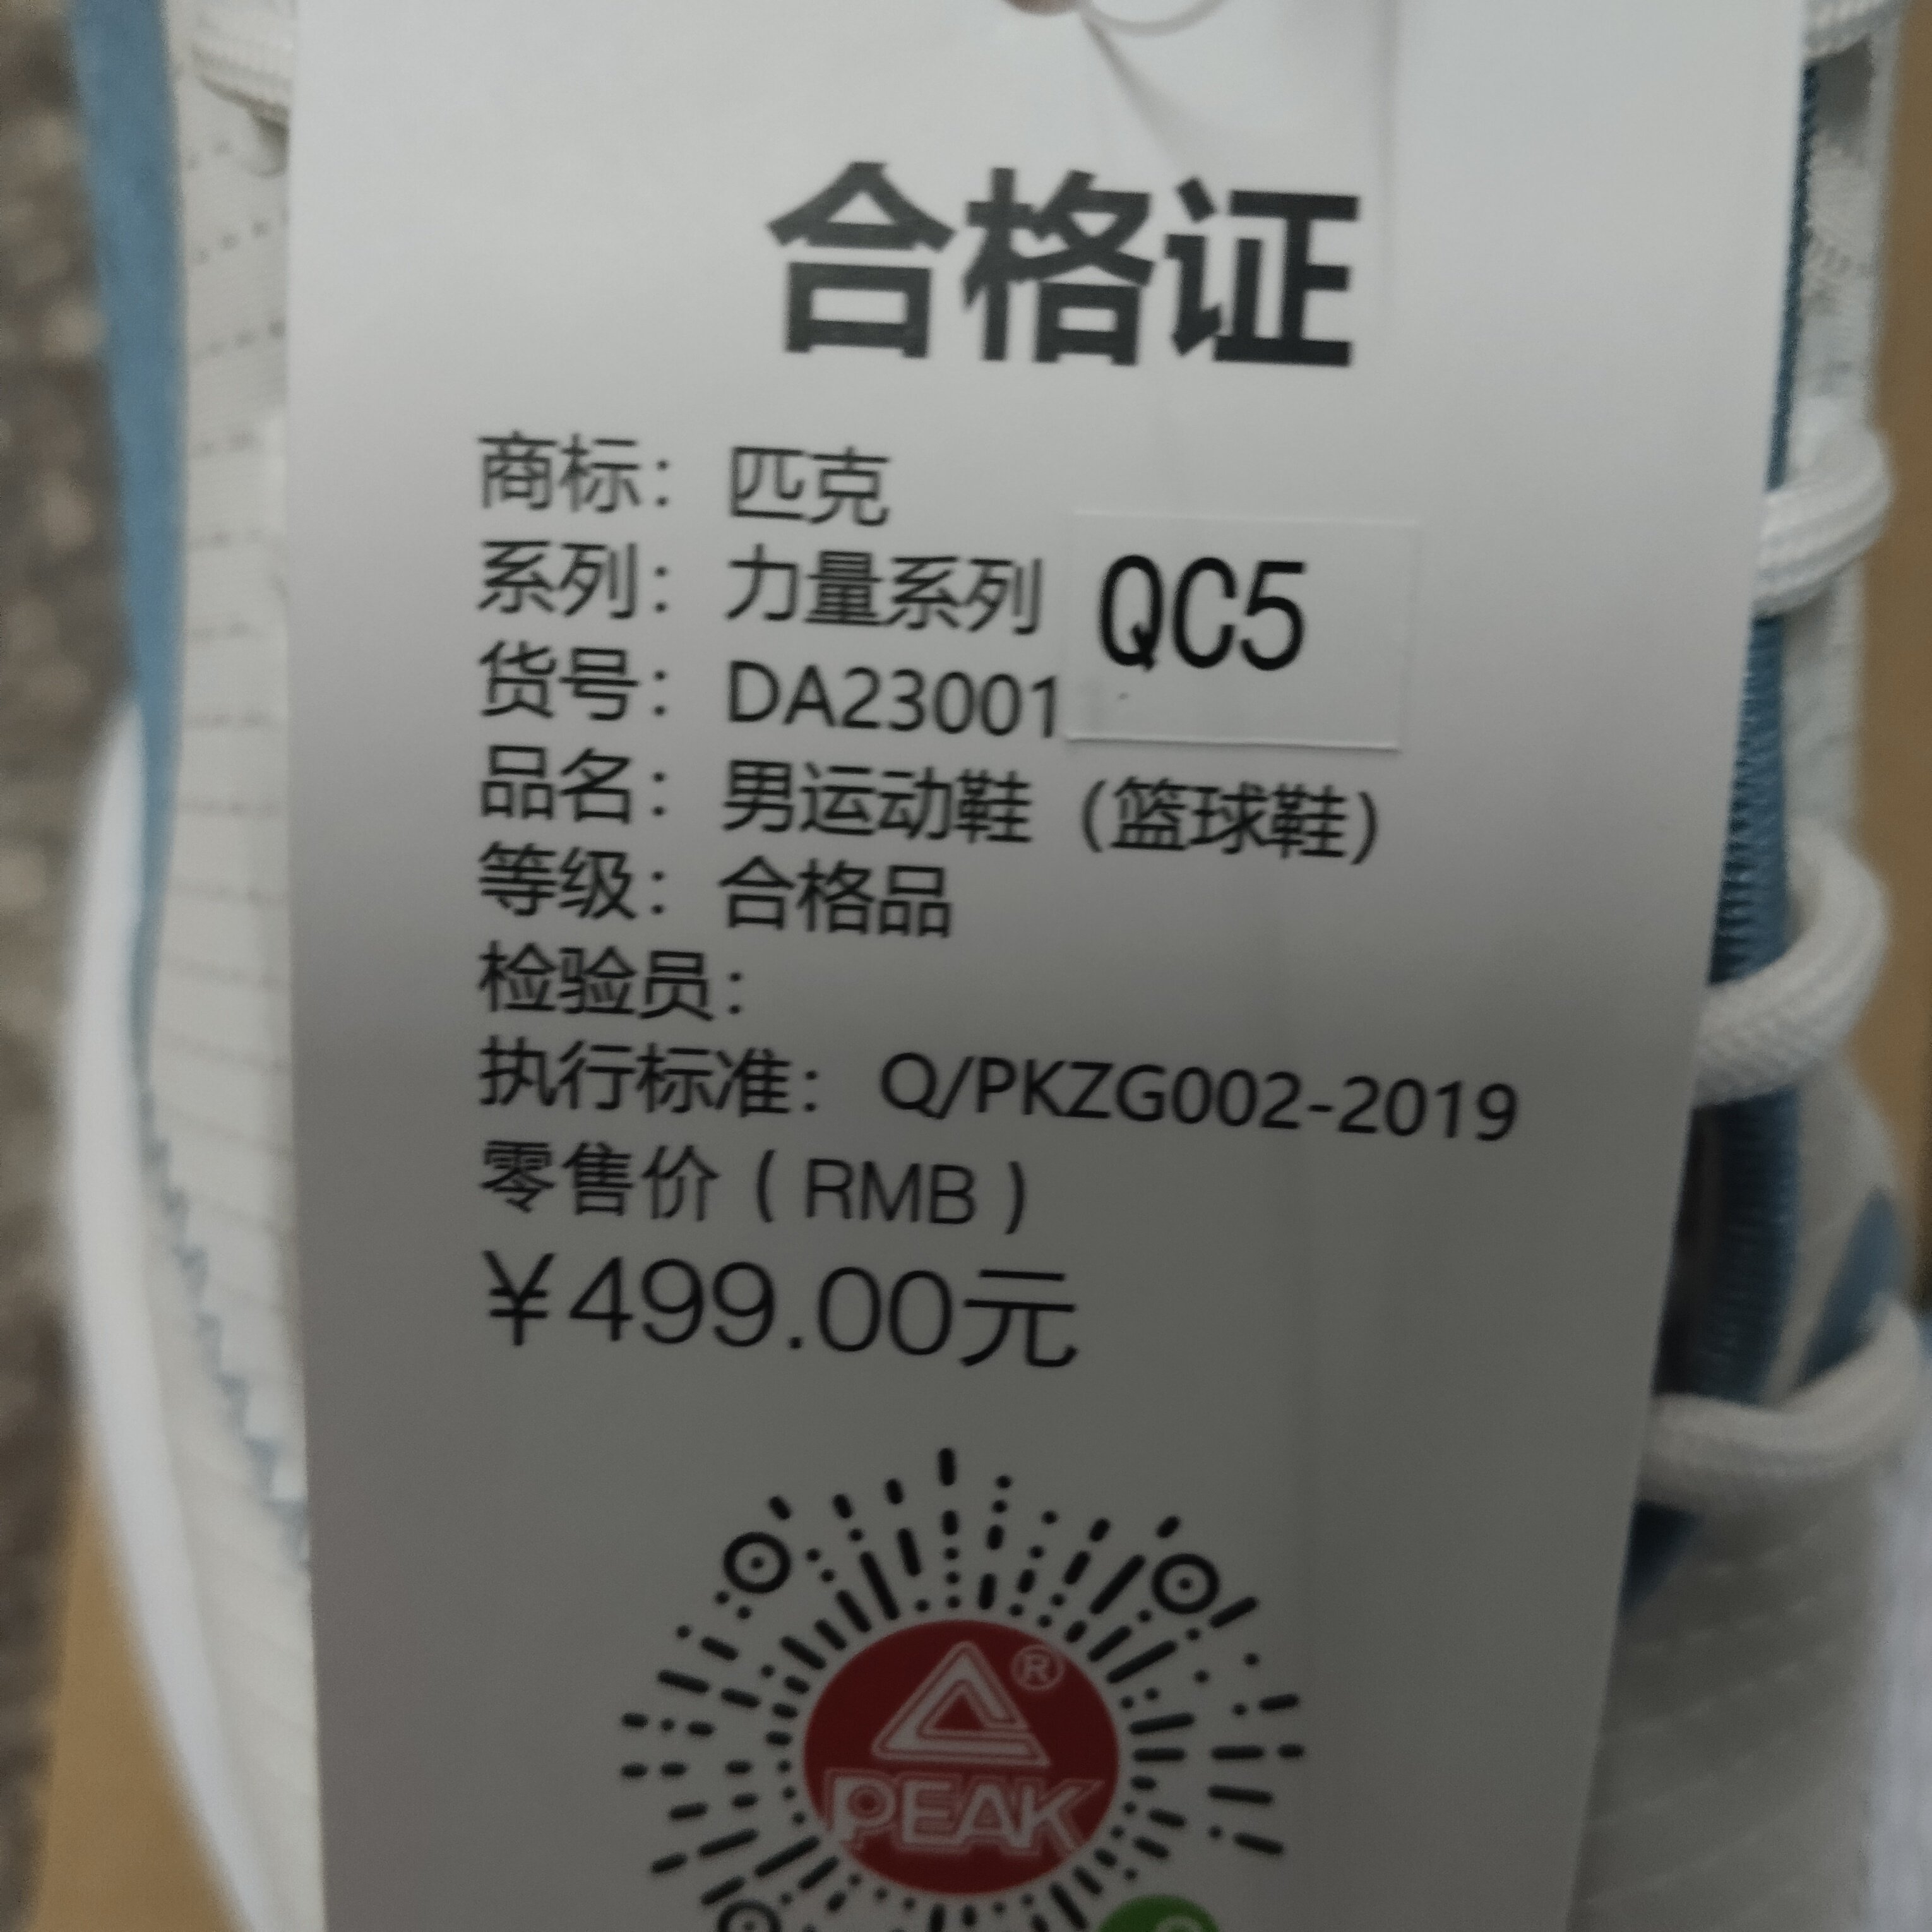 合格证
商标：匹克
系列：力量系列
QC5
货号：DA23001
品名：男运动鞋（篮球鞋）
等级：合格品
检验员：
执行标准：Q/PKZG002-2019
零售价（RMB）
¥499.00元
®
PEAK